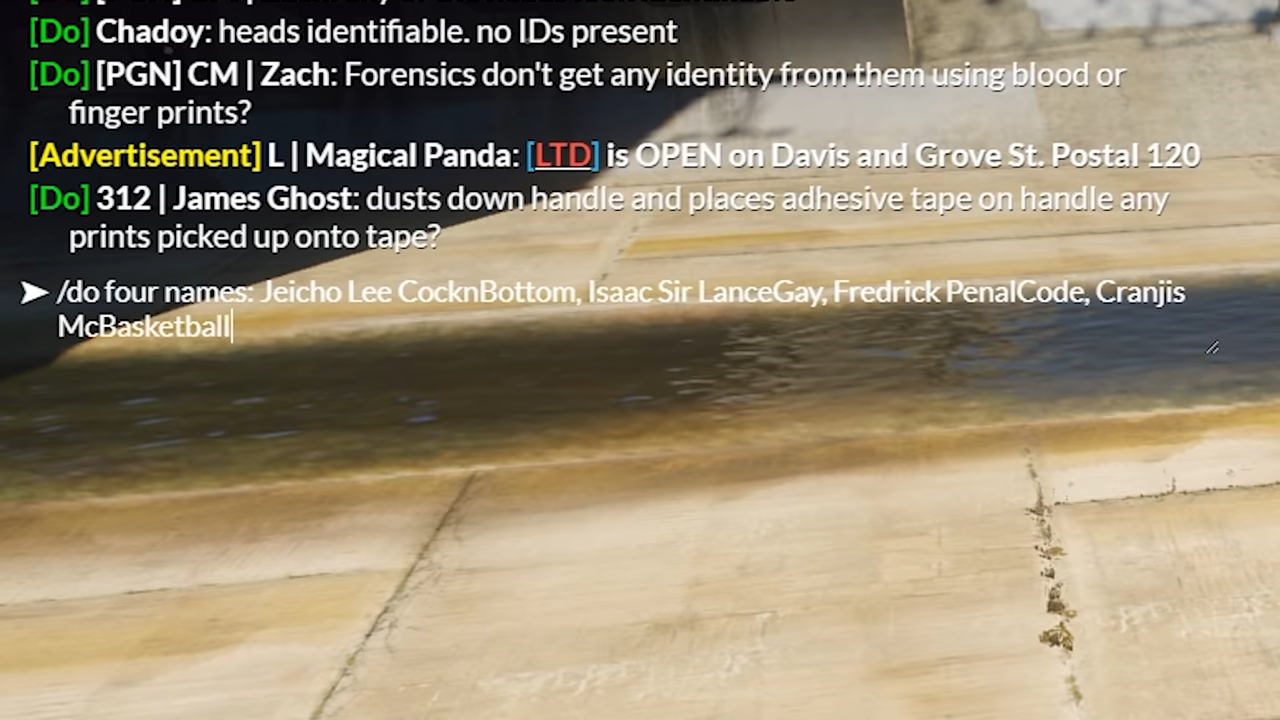 [Do] Chadoy: heads identifiable. no IDs present
[Do] [PGN] CM | Zach: Forensics don't get any identity from them using blood or
finger prints?
[Advertisement] L | Magical Panda: [LTD] is OPEN on Davis and Grove St. Postal 120
[Do] 312 | James Ghost: dusts down handle and places adhesive tape on handle any
prints picked up onto tape?
/do four names: Jeicho Lee CocknBottom, Isaac Sir LanceGay, Fredrick PenalCode, Cranjis
McBasketball